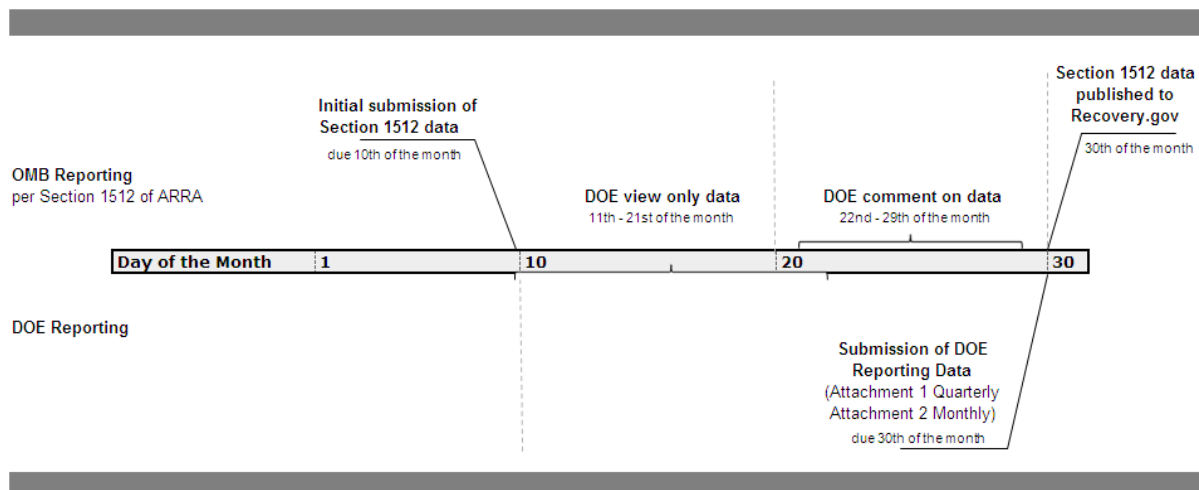 Section 1512 data
published to
Recovery.gov
30th of the month
Initial submission of
Section 1512 data
due 10th of the month
OMB Reporting
per Section 1512 of ARRA
DOE view only data
11th - 21st of the month
DOE comment on data
22nd - 29th of the month
Day of the Month 1 10 20 30
DOE Reporting
Submission of DOE
Reporting Data
(Attachment 1 Quarterly
Attachment 2 Monthly)
due 30th of the month